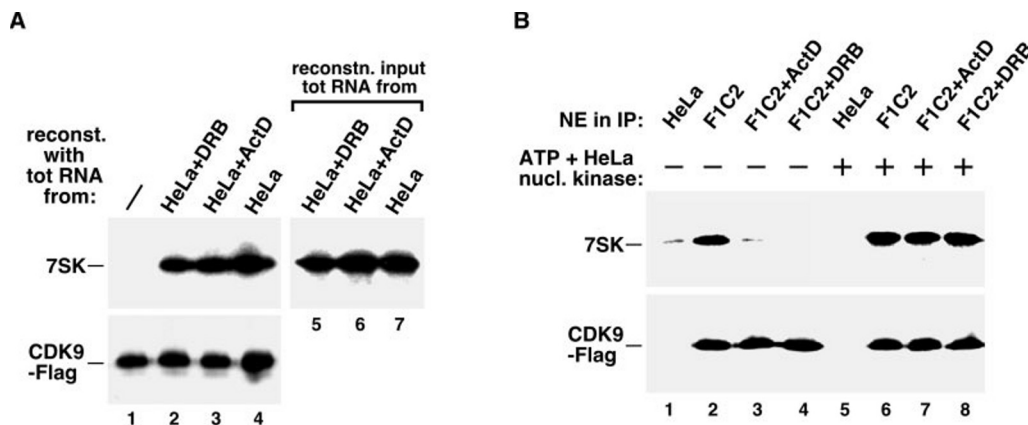 A
reconstn. input
tot RNA from
reconst.
with
tot RNA
from:
/
HeLa+DRB
HeLa+ActD
HeLa
HeLa+DRB
HeLa+ActD
HeLa
7SK–
5 6 7
CDK9
-Flag
1 2 3 4
B
NE in IP:
HeLa
F1C2
F1C2+ActD
F1C2+DRB
HeLa
F1C2
F1C2+ActD
F1C2+DRB
ATP + HeLa
nucl. kinase:
– – – – + + + +
7SK–
CDK9
-Flag
1 2 3 4 5 6 7 8